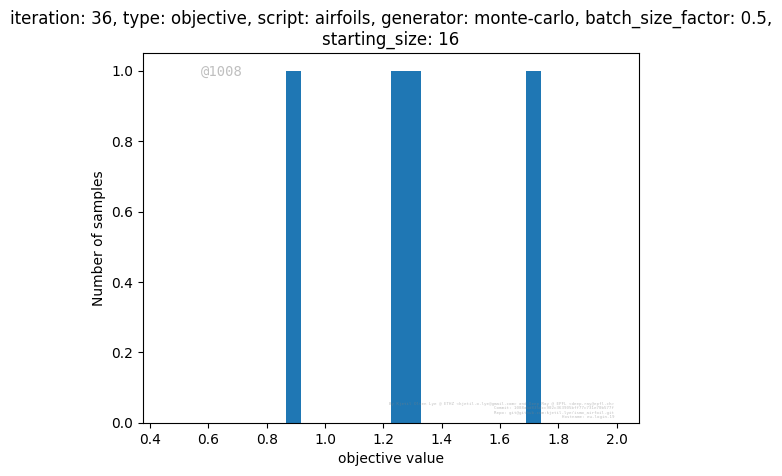 iteration: 36, type: objective, script: airfoils, generator: monte-carlo, batch_size_factor: 0.5,
starting_size: 16
@1008
1.0
0.8
0.6
0.4
0.2
0.0
Number of samples
0.4 0.6 0.8 1.0 1.2 1.4 1.6 1.8 2.0
objective value